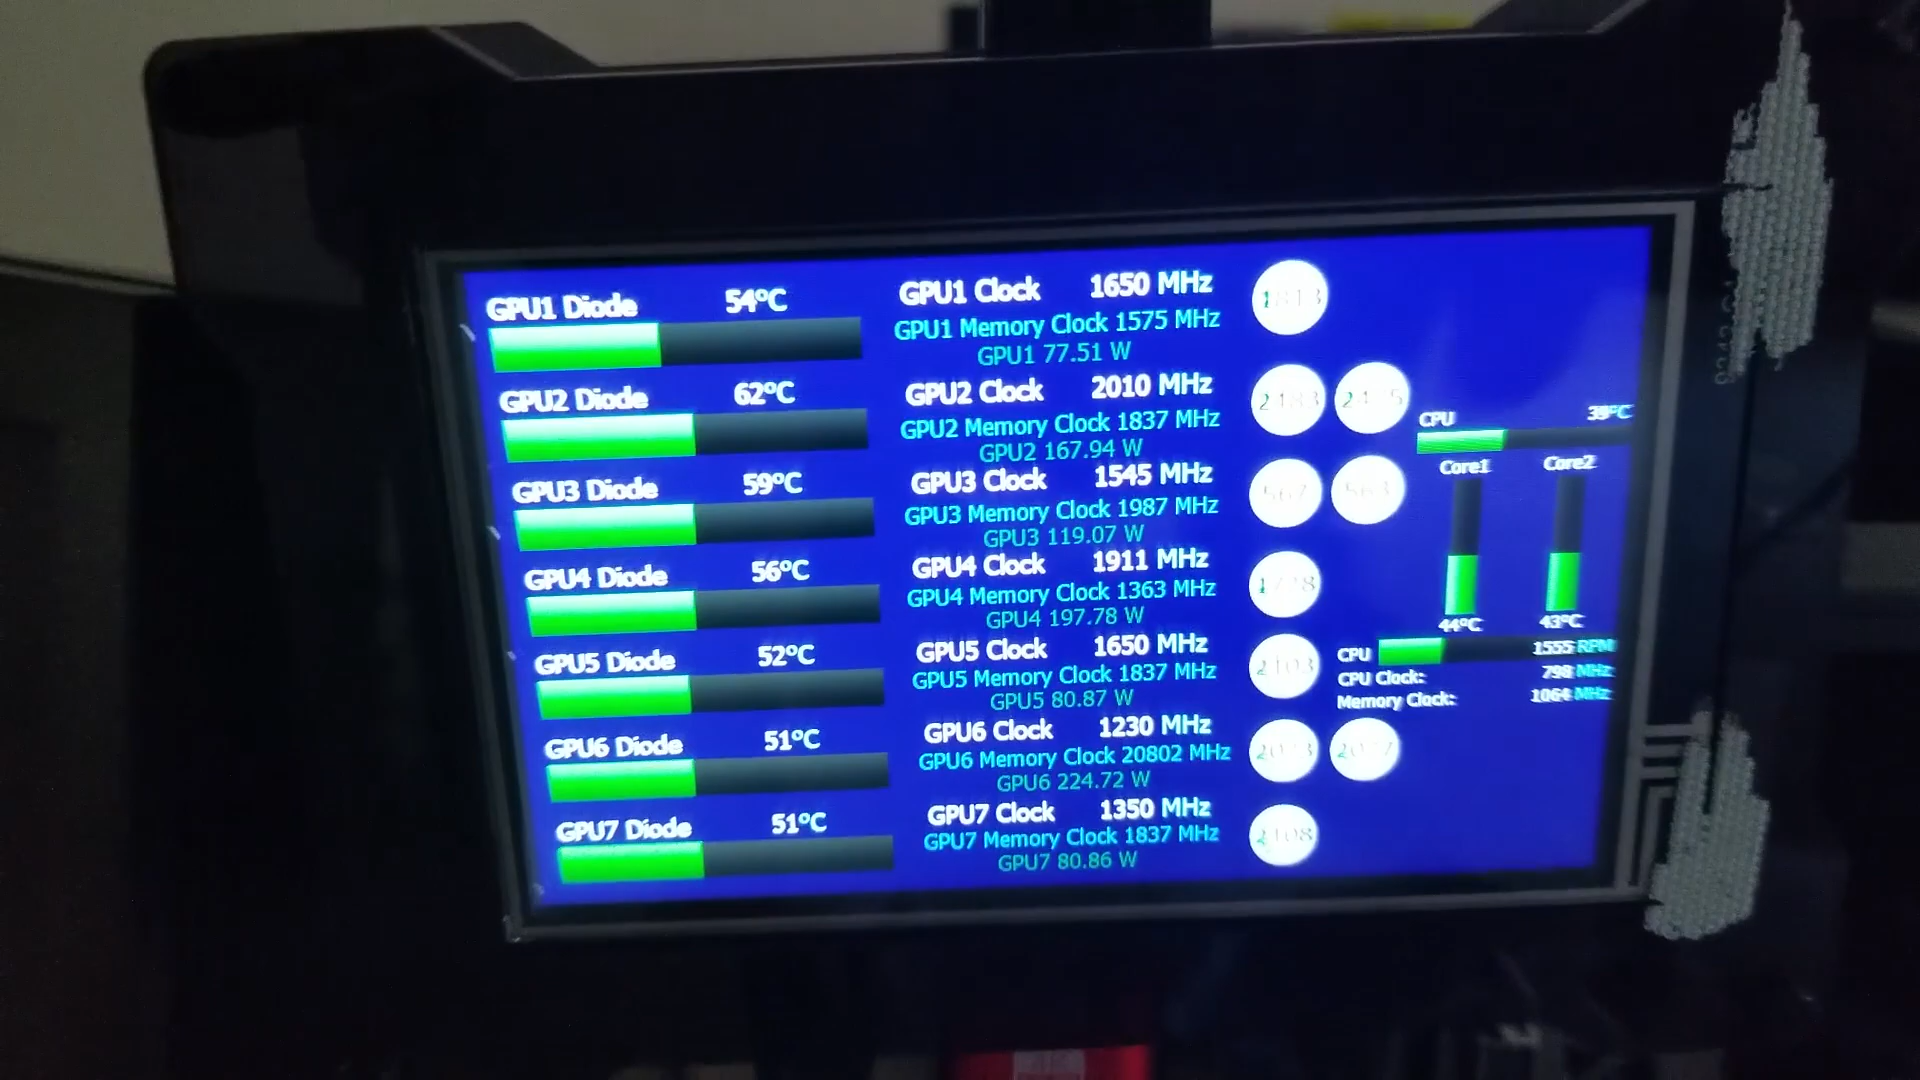 GPU1 Diode 54°C
GPU1 Clock 1650 MHz
GPU1 Memory Clock 1575 MHz
GPU1 77.51 W
GPU2 Diode 62°C
GPU2 Clock 2010 MHz
GPU2 Memory Clock 1837 MHz
GPU2 167.94 W
GPU3 Diode 59°C
GPU3 Clock 1545 MHz
GPU3 Memory Clock 1987 MHz
GPU3 119.07 W
GPU4 Diode 56°C
GPU4 Clock 1911 MHz
GPU4 Memory Clock 1363 MHz
GPU4 197.78 W
GPU5 Diode 52°C
GPU5 Clock 1650 MHz
GPU5 Memory Clock 1837 MHz
GPU5 80.87 W
2103
GPU6 Diode 51°C
GPU6 Clock 1230 MHz
GPU6 Memory Clock 20802 MHz
GPU6 224.72 W
GPU7 Diode 51°C
GPU7 Clock 1350 MHz
GPU7 Memory Clock 1837 MHz
GPU7 80.86 W
2108
CPU 39°C
Core1 Core2
44°C 43°C
CPU 1555 RPM
CPU Clock: 798 MHz
Memory Clock: 1064 MHz